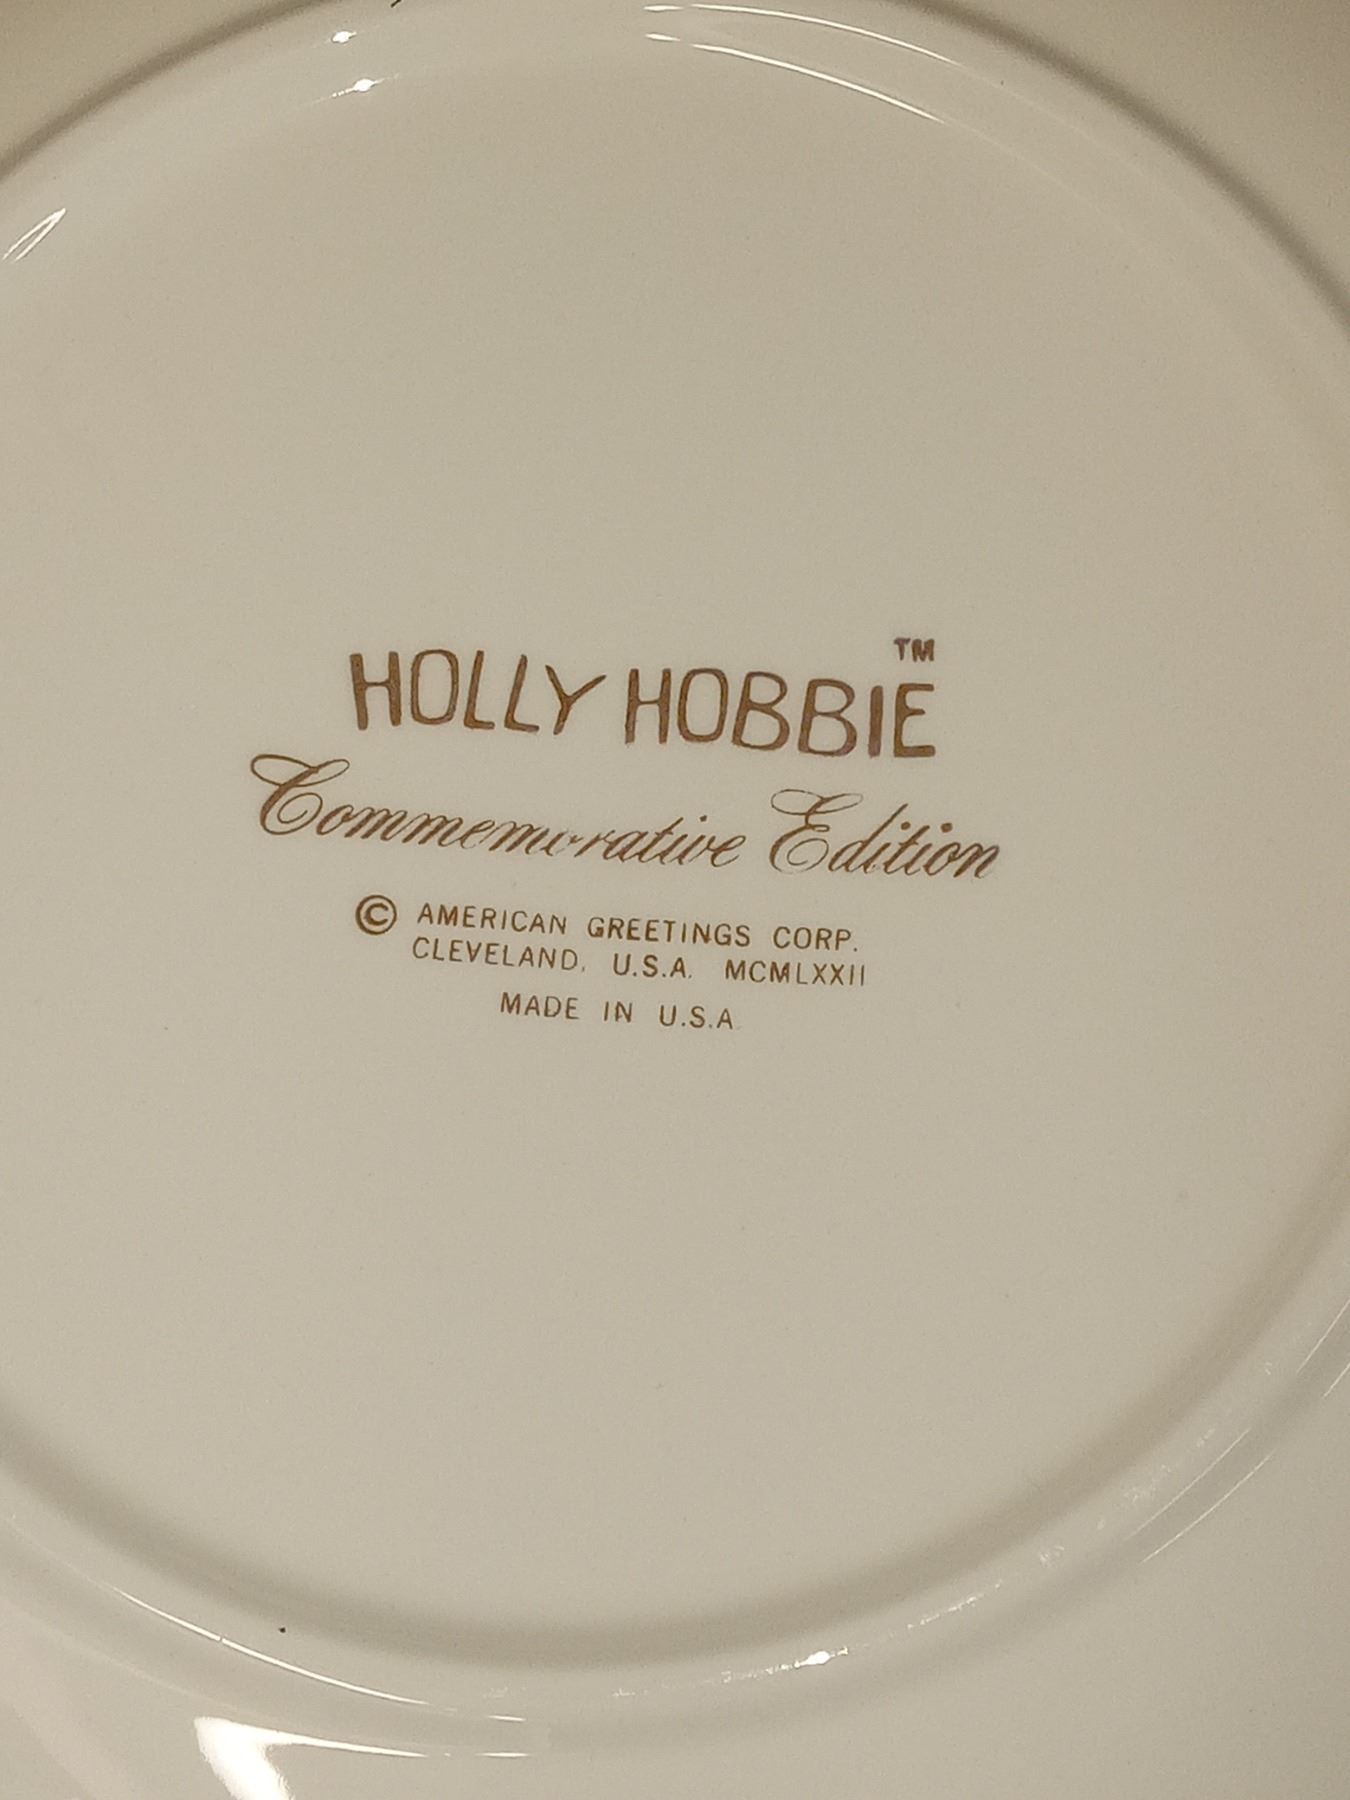 HOLLY HOBBIE™
Commemorative Edition
© AMERICAN GREETINGS CORP.
CLEVELAND, U.S.A. MCMLXXII
MADE IN U.S.A.